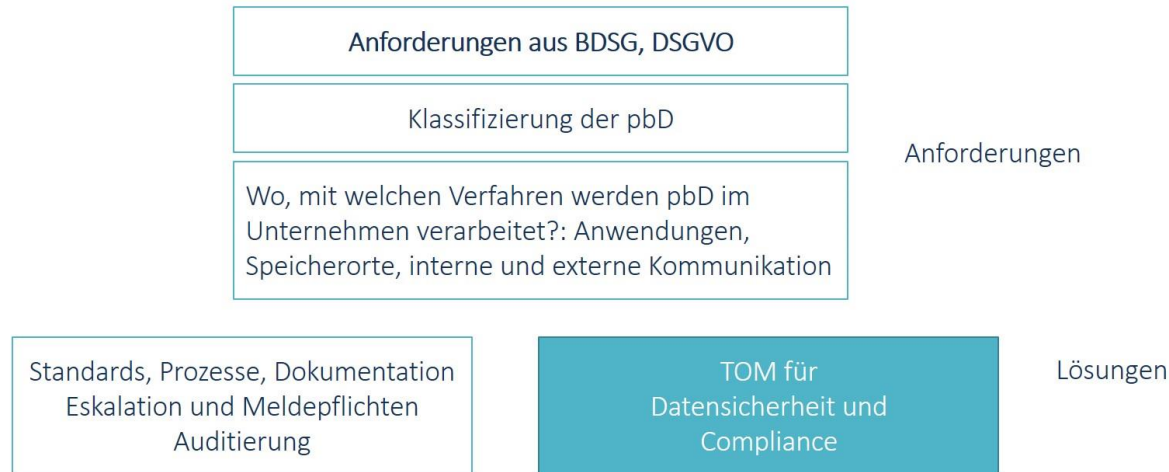 Anforderungen aus BDSG, DSGVO
Klassifizierung der pbD
Anforderungen
Wo, mit welchen Verfahren werden pbD im
Unternehmen verarbeitet?: Anwendungen,
Speicherorte, interne und externe Kommunikation
Standards, Prozesse, Dokumentation
Eskalation und Meldepflichten
Auditierung
TOM für
Datensicherheit und
Compliance
Lösungen